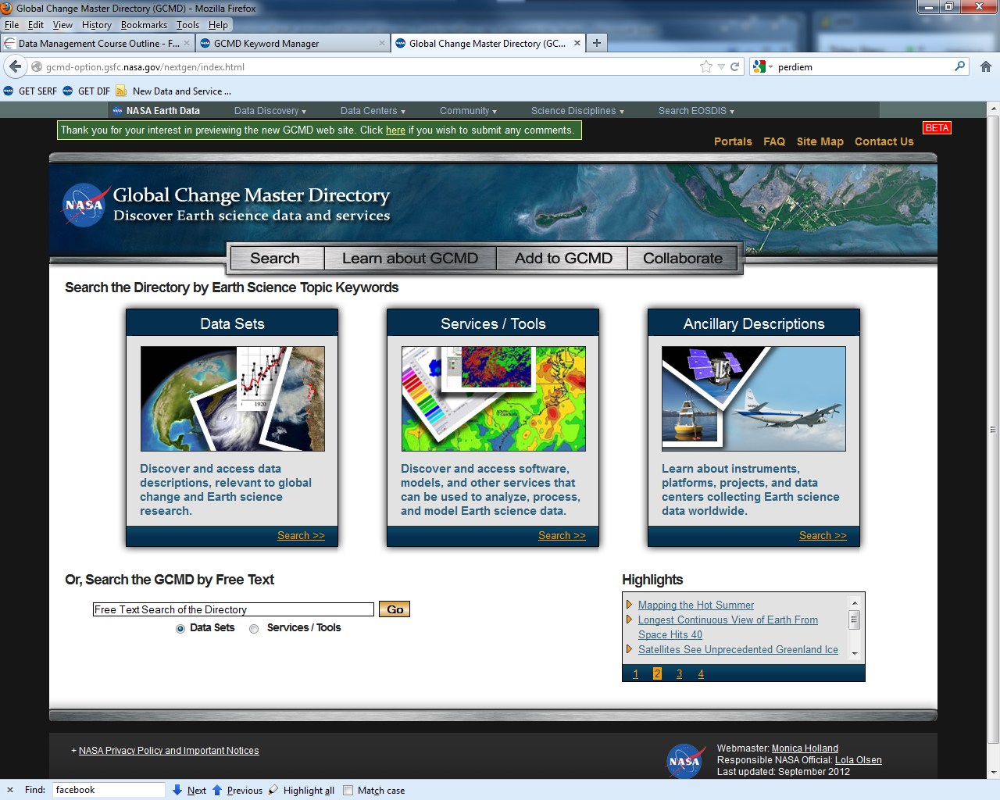 Global Change Master Directory (GCMD) - Mozilla Firefox
File Edit View History Bookmarks Tools Help
Data Management Course Outline - F...
GCMD Keyword Manager
Global Change Master Directory (GC...
gcmd-option.gsfc.nasa.gov/nextgen/index.html
perdiem
GET SERF GET DIF New Data and Service ...
NASA Earth Data Data Discovery Data Centers Community Science Disciplines Search EOSDIS
Thank you for your interest in previewing the new GCMD web site. Click here if you wish to submit any comments.
BETA
Portals FAQ Site Map Contact Us
NASA
Global Change Master Directory
Discover Earth science data and services
Search Learn about GCMD Add to GCMD Collaborate
Search the Directory by Earth Science Topic Keywords
Data Sets
1920
Discover and access data
descriptions, relevant to global
change and Earth science
research.
Search >>
Services / Tools
Discover and access software,
models, and other services that
can be used to analyze, process,
and model Earth science data.
Search >>
Ancillary Descriptions
Learn about instruments,
platforms, projects, and data
centers collecting Earth science
data worldwide.
Search >>
Or, Search the GCMD by Free Text
Free Text Search of the Directory
Go
Data Sets Services / Tools
Highlights
Mapping the Hot Summer
Longest Continuous View of Earth From
Space Hits 40
Satellites See Unprecedented Greenland Ice
1 2 3 4
+ NASA Privacy Policy and Important Notices
NASA
Webmaster: Monica Holland
Responsible NASA Official: Lola Olsen
Last updated: September 2012
Find: facebook Next Previous Highlight all Match case